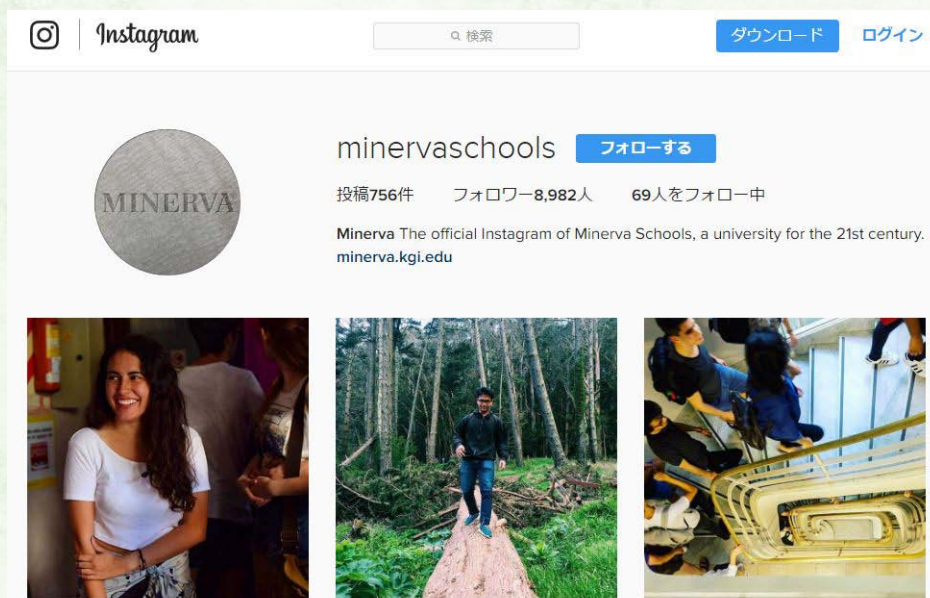 Instagram
検索
ダウンロード
ログイン
MINERVA
minervaschools
フォローする
投稿756件 フォロワー8,982人 69人をフォロー中
Minerva The official Instagram of Minerva Schools, a university for the 21st century.
minerva.kgi.edu